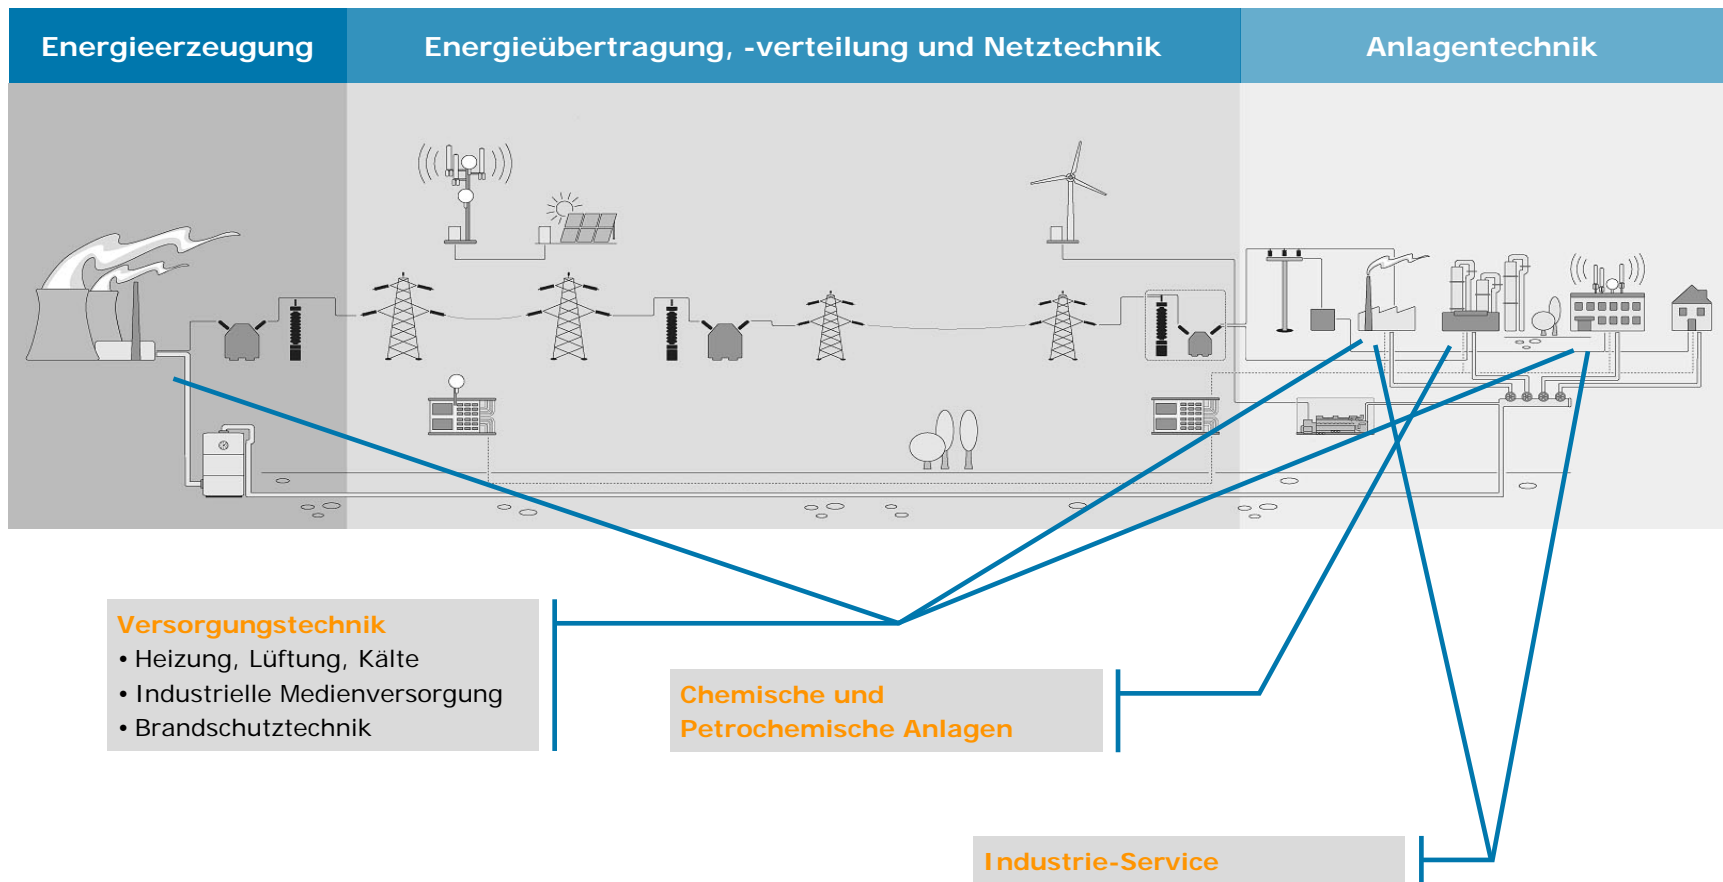 Energieerzeugung
Energieübertragung, -verteilung und Netztechnik
Anlagentechnik
Versorgungstechnik
• Heizung, Lüftung, Kälte
• Industrielle Medienversorgung
• Brandschutztechnik
Chemische und
Petrochemische Anlagen
Industrie-Service